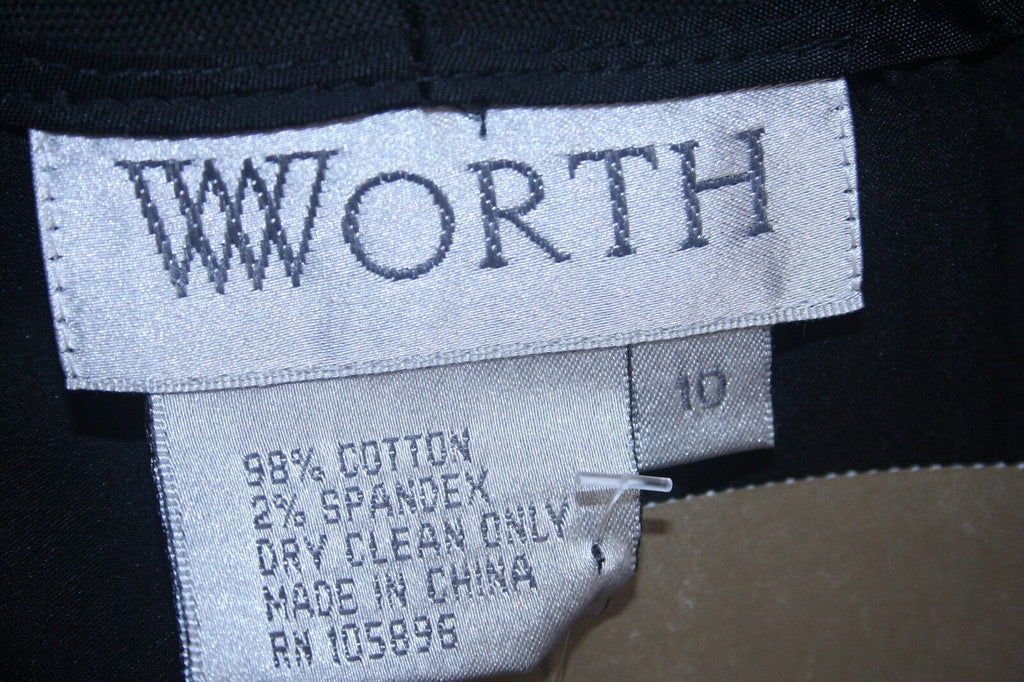 WORTH
10
98% COTTON
2% SPANDEX
DRY CLEAN ONLY
MADE IN CHINA
RN 105896